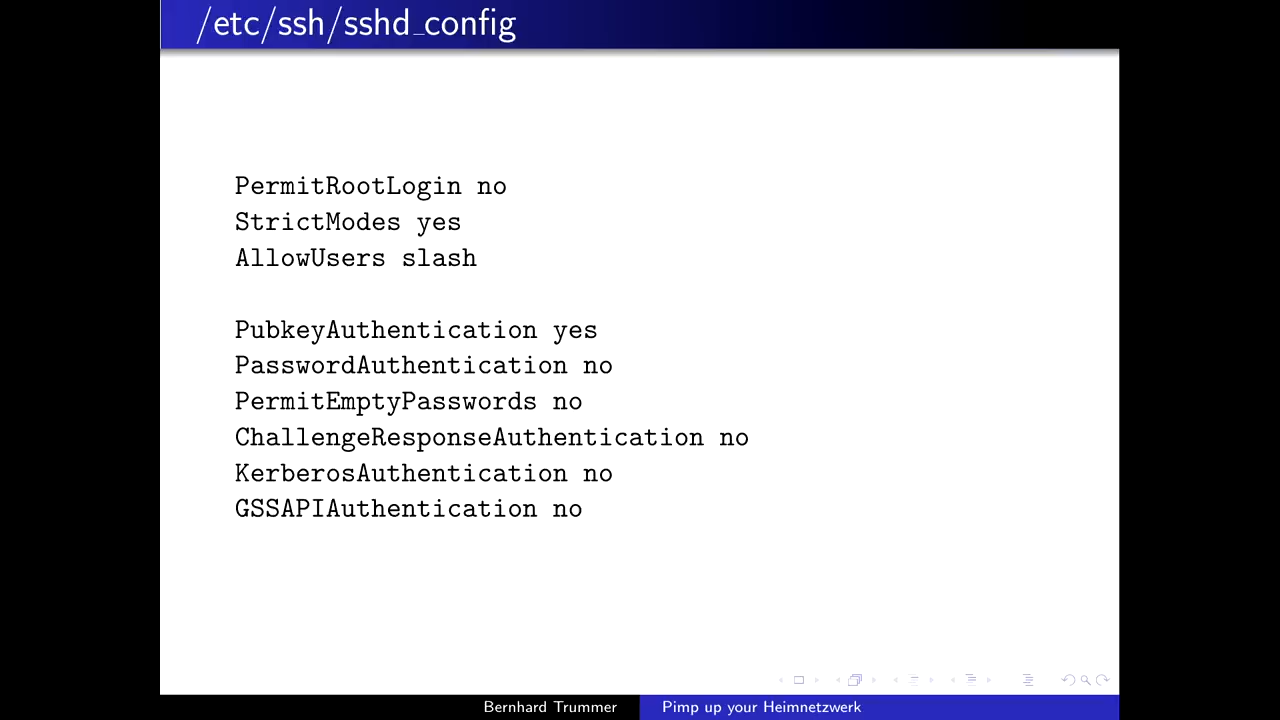 /etc/ssh/sshd_config
PermitRootLogin no
StrictModes yes
AllowUsers slash
PubkeyAuthentication yes
PasswordAuthentication no
PermitEmptyPasswords no
ChallengeResponseAuthentication no
KerberosAuthentication no
GSSAPIAuthentication no
Bernhard Trummer
Pimp up your Heimnetzwerk